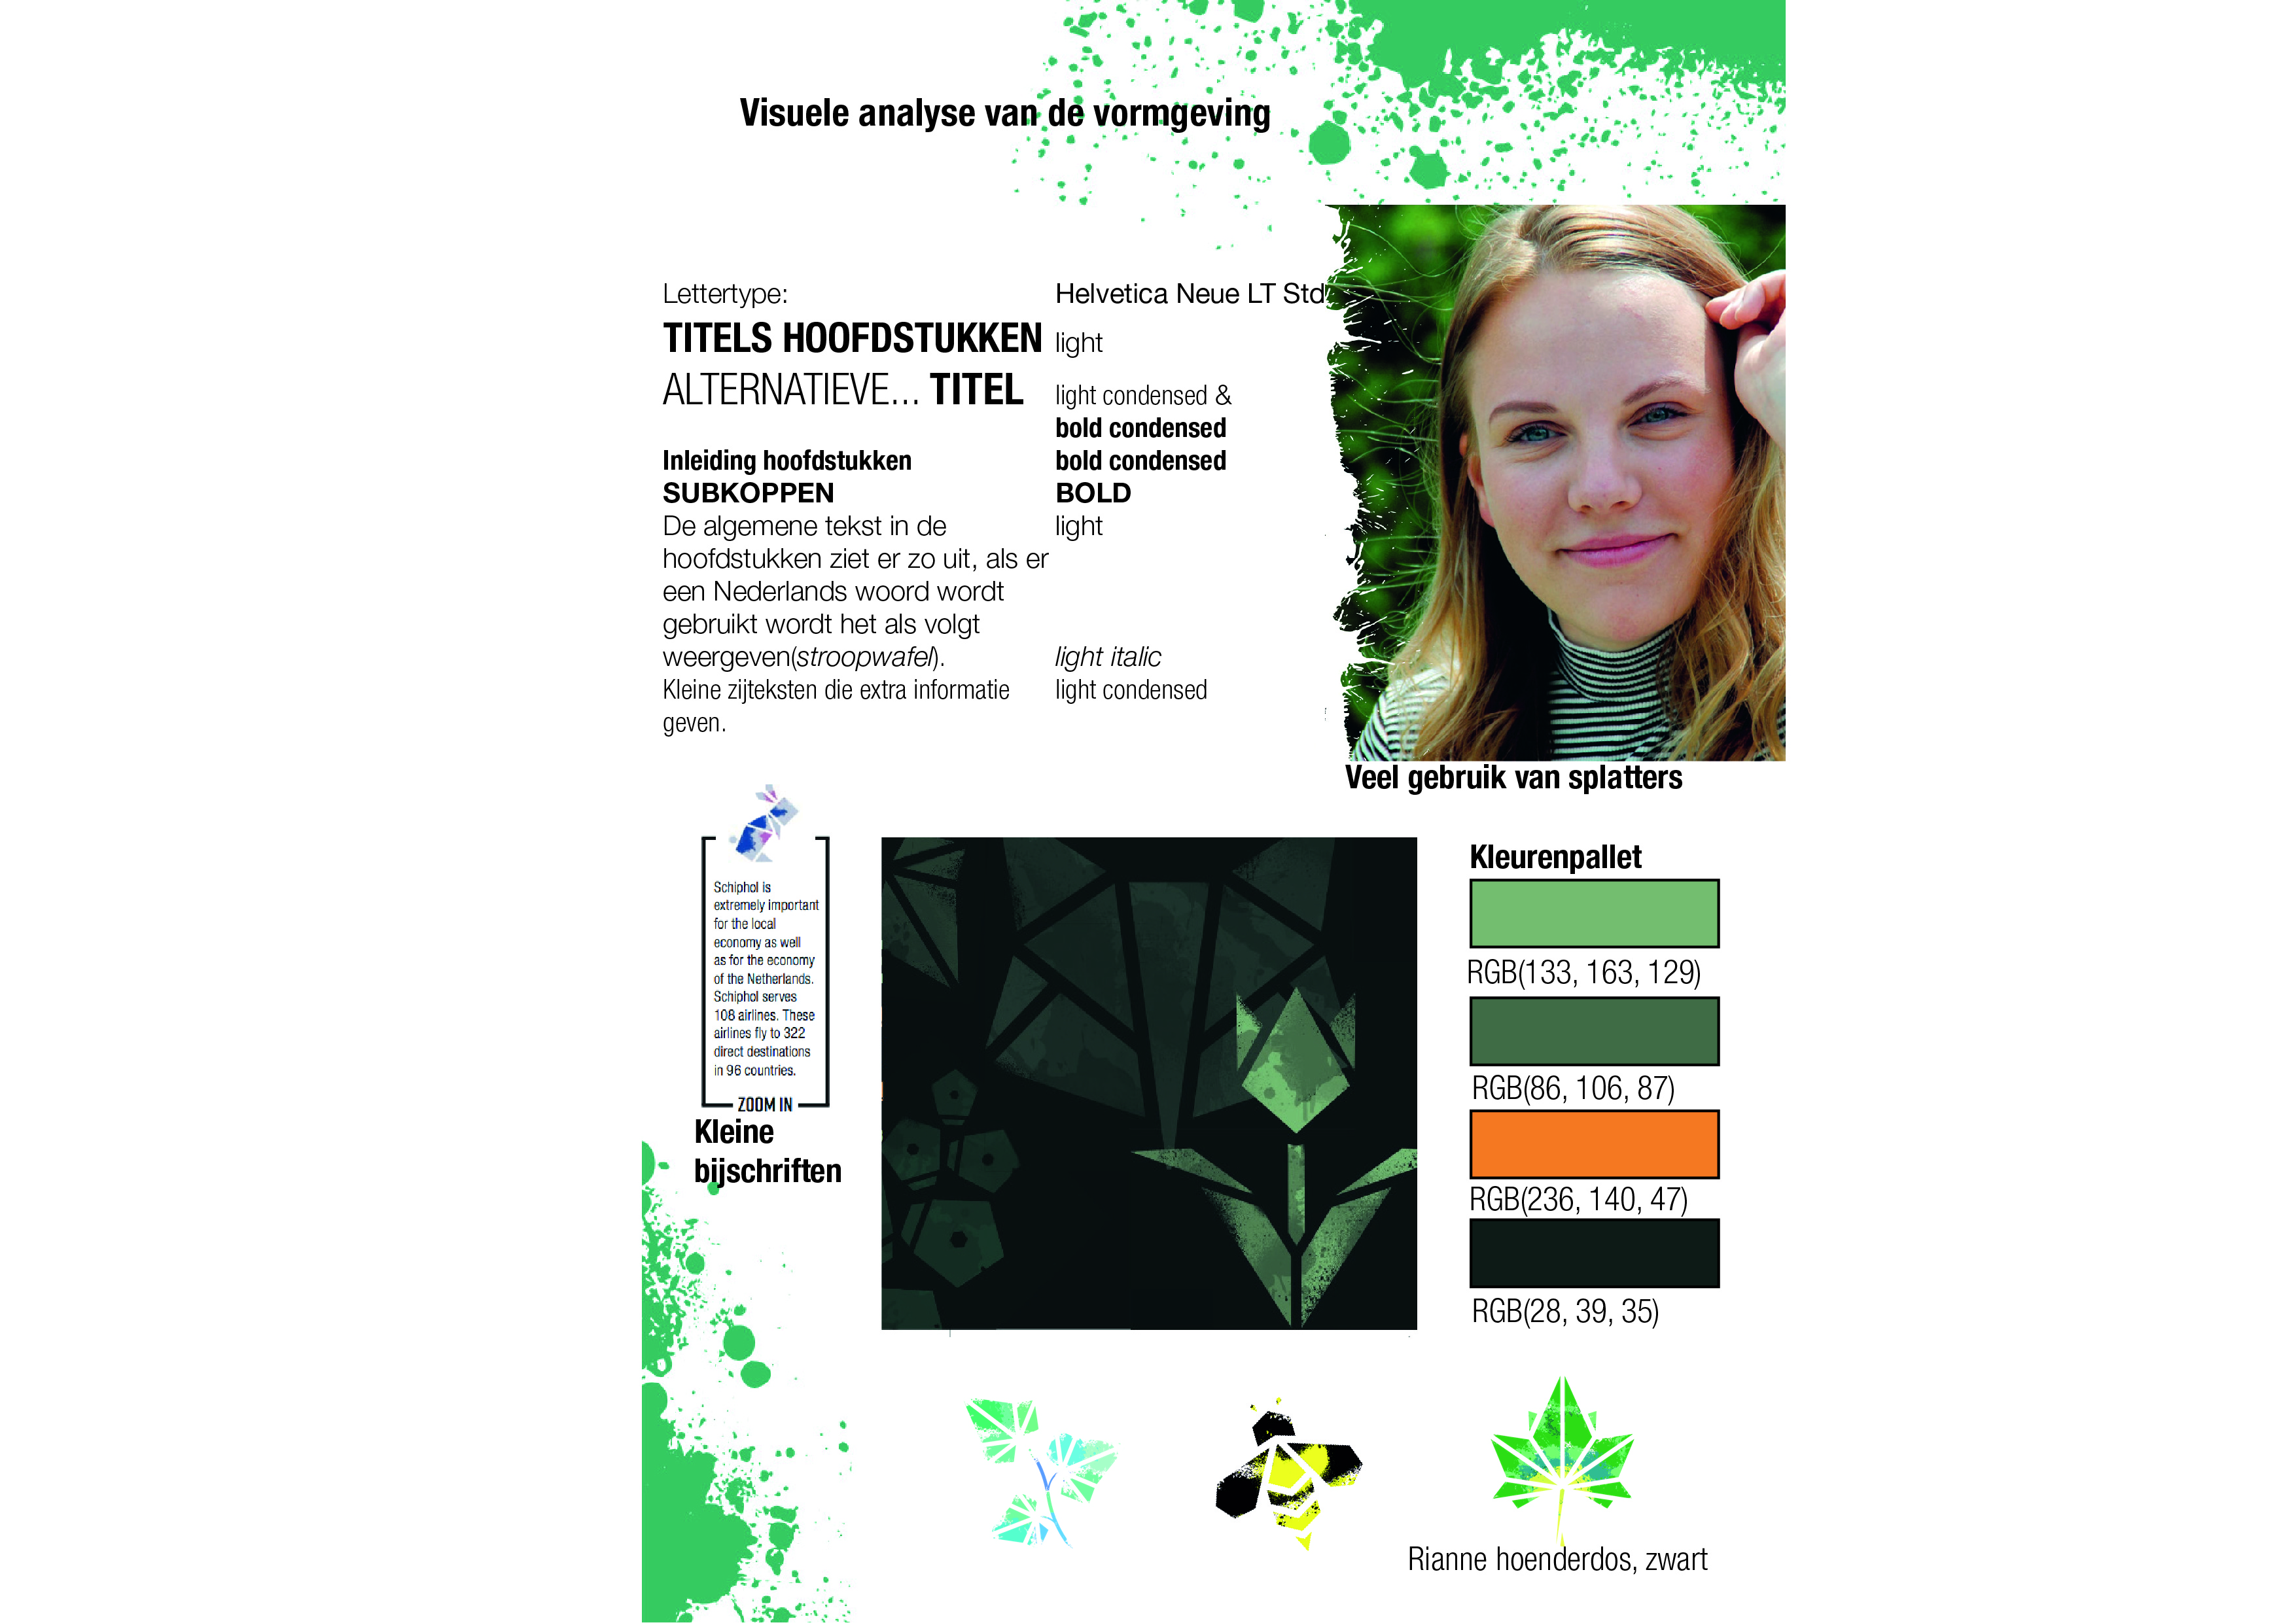 Visuele analyse van de vormgeving
Lettertype:
Helvetica Neue LT Std
TITELS HOOFDSTUKKEN
light
ALTERNATIEVE... TITEL
light condensed &
bold condensed
Inleiding hoofdstukken
bold condensed
SUBKOPPEN
BOLD
De algemene tekst in de
light
hoofdstukken ziet er zo uit, als er
een Nederlands woord wordt
gebruikt wordt het als volgt
weergeven(stroopwafel).
light italic
Kleine zijteksten die extra informatie
light condensed
geven.
Veel gebruik van splatters
Schiphol is
extremely important
for the local
economy as well
as for the economy
of the Netherlands.
Schiphol serves
108 airlines. These
airlines fly to 322
direct destinations
in 96 countries.
ZOOM IN
Kleine
bijschriften
Kleurenpallet
RGB(133, 163, 129)
RGB(86, 106, 87)
RGB(236, 140, 47)
RGB(28, 39, 35)
Rianne hoenderdos, zwart